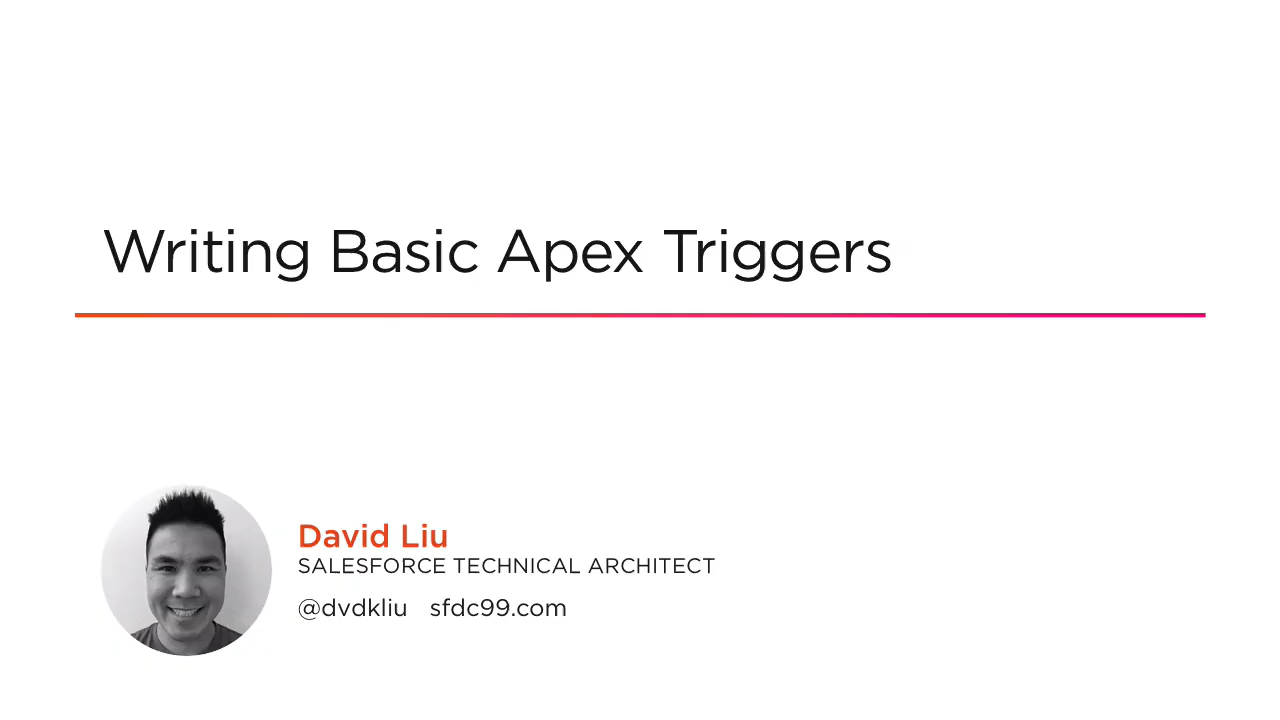 Writing Basic Apex Triggers
David Liu
SALESFORCE TECHNICAL ARCHITECT
@dvdkliu sfdc99.com